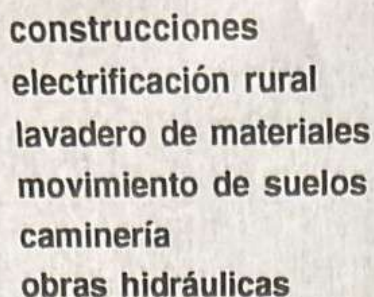 construcciones
electrificación rural
lavadero de materiales
movimiento de suelos
caminería
obras hidráulicas